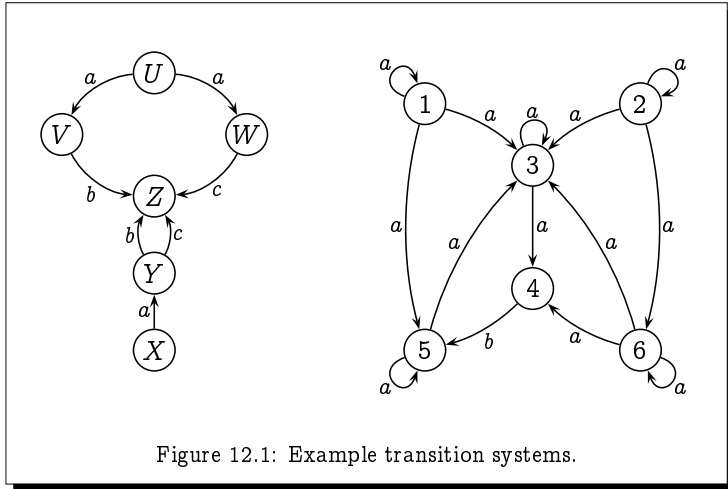 a U a
V W
b Z c
b c
Y
a
X
a 1 a a 2 a
a
3
a a a
a a
4
5 b a 6
a a
Figure 12.1: Example transition systems.